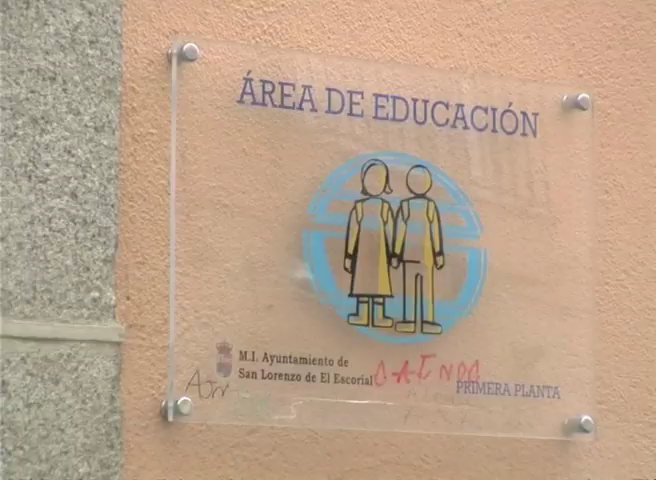 ÁREA DE EDUCACIÓN
M.I. Ayuntamiento de
San Lorenzo de El Escorial
PRIMERA PLANTA